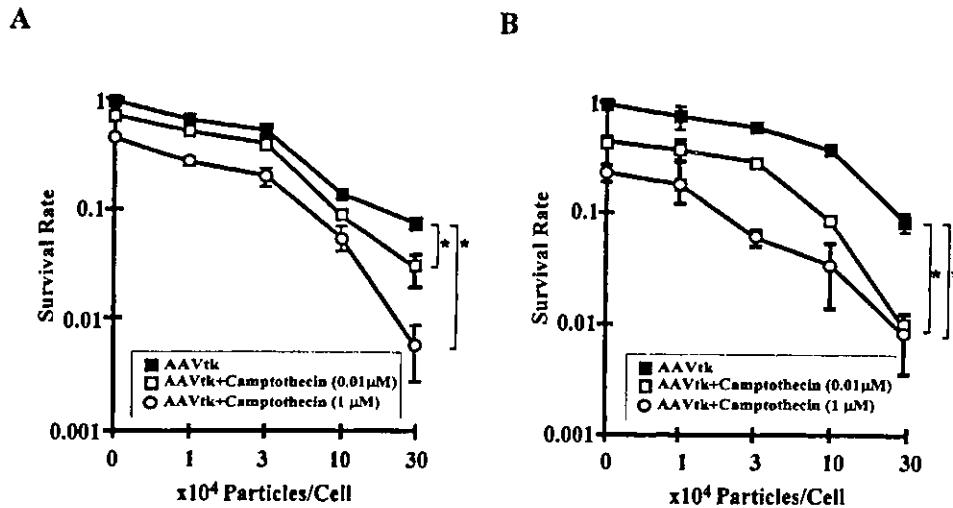 A
Survival Rate
1
0.1
0.01
0.001
0
1
3
10
30
x10⁴ Particles/Cell
AAVtk
AAVtk+Camptothecin (0.01μM)
AAVtk+Camptothecin (1 μM)
*
*
B
Survival Rate
1
0.1
0.01
0.001
0
1
3
10
30
x10⁴ Particles/Cell
AAVtk
AAVtk+Camptothecin (0.01μM)
AAVtk+Camptothecin (1 μM)
*
*